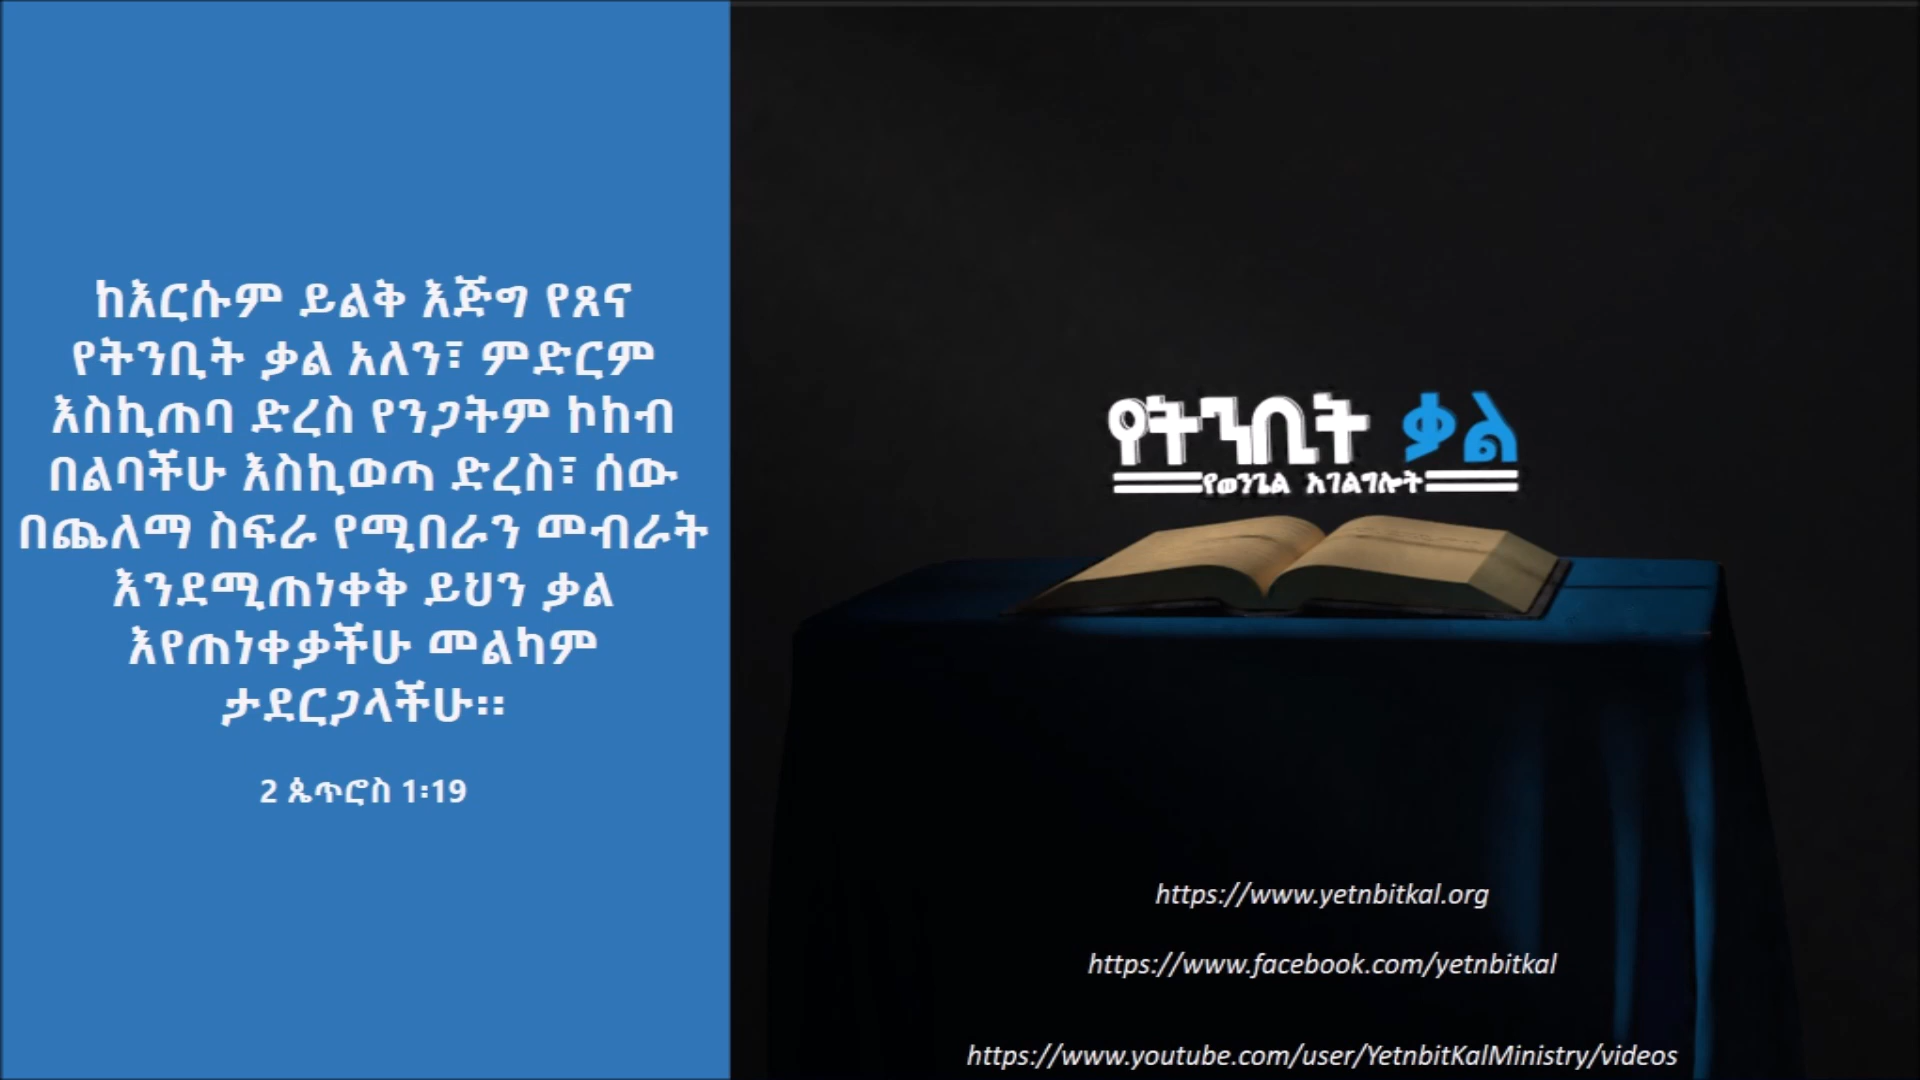 ከእርሱም ይልቅ እጅግ የጸና
የትንቢት ቃል አለን፣ ምድርም
እስኪጠባ ድረስ የንጋትም ኮከብ
በልባችሁ እስኪወጣ ድረስ፣ ሰው
በጨለማ ስፍራ የሚበራን መብራት
እንደሚጠነቀቅ ይህን ቃል
እየጠነቀቃችሁ መልካም
ታደርጋላችሁ፡፡
2 ጴጥሮስ 1፡19
የትንቢት ቃል
የወንጌል አገልግሎት
https://www.yetnbitkal.org
https://www.facebook.com/yetnbitkal
https://www.youtube.com/user/YetnbitKalMinistry/videos